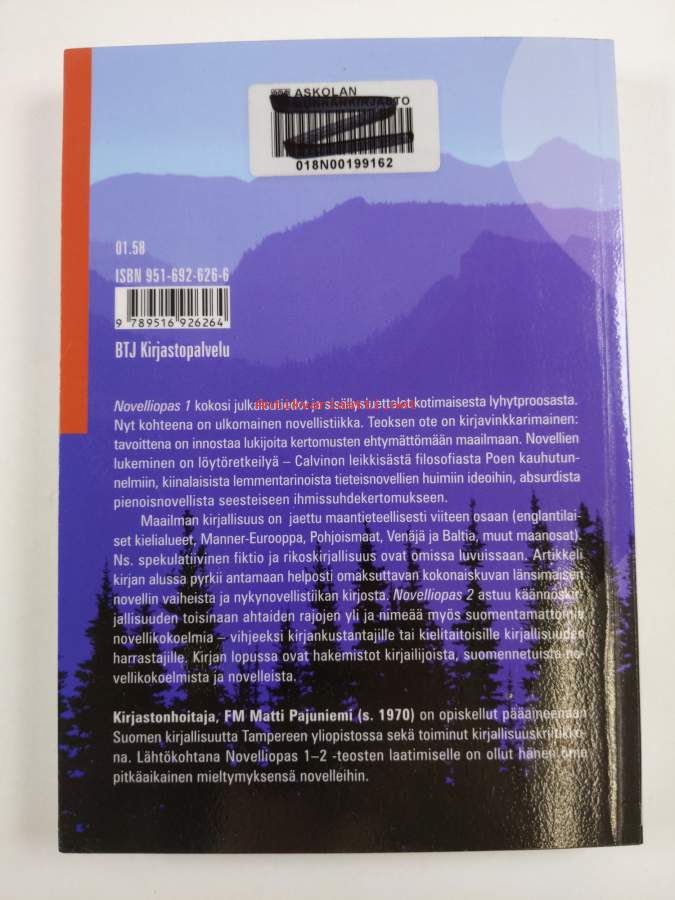 ASKOLAN
018N00199162
01.58
ISBN 951-692-626-6
9 789516 926264
BTJ Kirjastopalvelu
Novelliopas 1 kokosi julkaisutiedot ja sisällysluettelot kotimaisesta lyhytproosasta.
Nyt kohteena on ulkomainen novellistiikka. Teoksen ote on kirjavinkkarimainen:
tavoitteena on innostaa lukijoita kertomusten ehtymättömään maailmaan. Novellien
lukeminen on löytöretkeilyä – Calvinon leikkisästä filosofiasta Poen kauhutun-
nelmiin, kiinalaisista lemmentarinoista tieteisnovellien huimiin ideoihin, absurdista
pienoisnovellista seesteiseen ihmissuhdekertomukseen.
Maailman kirjallisuus on jaettu maantieteellisesti viiteen osaan (englantilai-
set kielialueet, Manner-Eurooppa, Pohjoismaat, Venäjä ja Baltia, muut maanosat).
Ns. spekulatiivinen fiktio ja rikoskirjallisuus ovat omissa luvuissaan. Artikkeli
kirjan alussa pyrkii antamaan helposti omaksuttavan kokonaiskuvan länsimaisen
novellin vaiheista ja nykynovellistiikan kirjosta. Novelliopas 2 astuu käännöskir-
jallisuuden toisinaan ahtaiden rajojen yli ja nimeää myös suomentamattomia
novellikokoelmia – vihjeeksi kirjankustantajille tai kielitaitoisille kirjallisuuden
harrastajille. Kirjan lopussa ovat hakemistot kirjailijoista, suomennetuista no-
vellikokoelmista ja novelleista.
Kirjastonhoitaja, FM Matti Pajuniemi (s. 1970) on opiskellut pääaineenaan
Suomen kirjallisuutta Tampereen yliopistossa sekä toiminut kirjallisuuskriitikko-
na. Lähtökohtana Novelliopas 1–2 -teosten laatimiselle on ollut hänen oma
pitkäaikainen mieltymyksensä novelleihin.